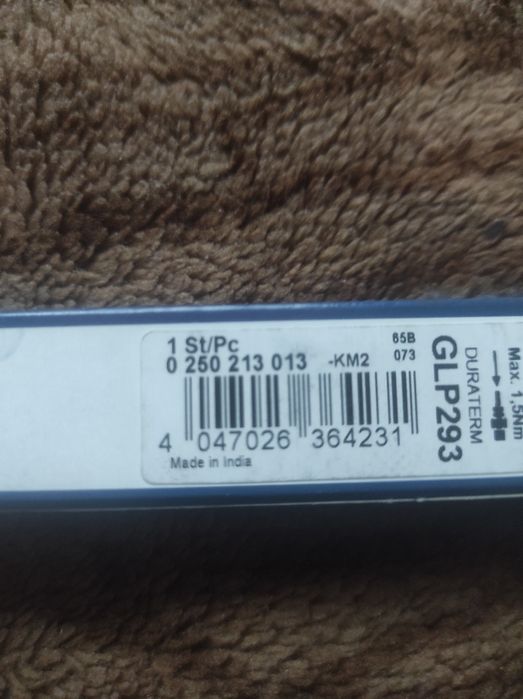 1 St/Pc
65B
0 250 213 013 -KM2
073
4 047026 364231
Made in India
GLP293
DURATERM
Max. 1,5Nm